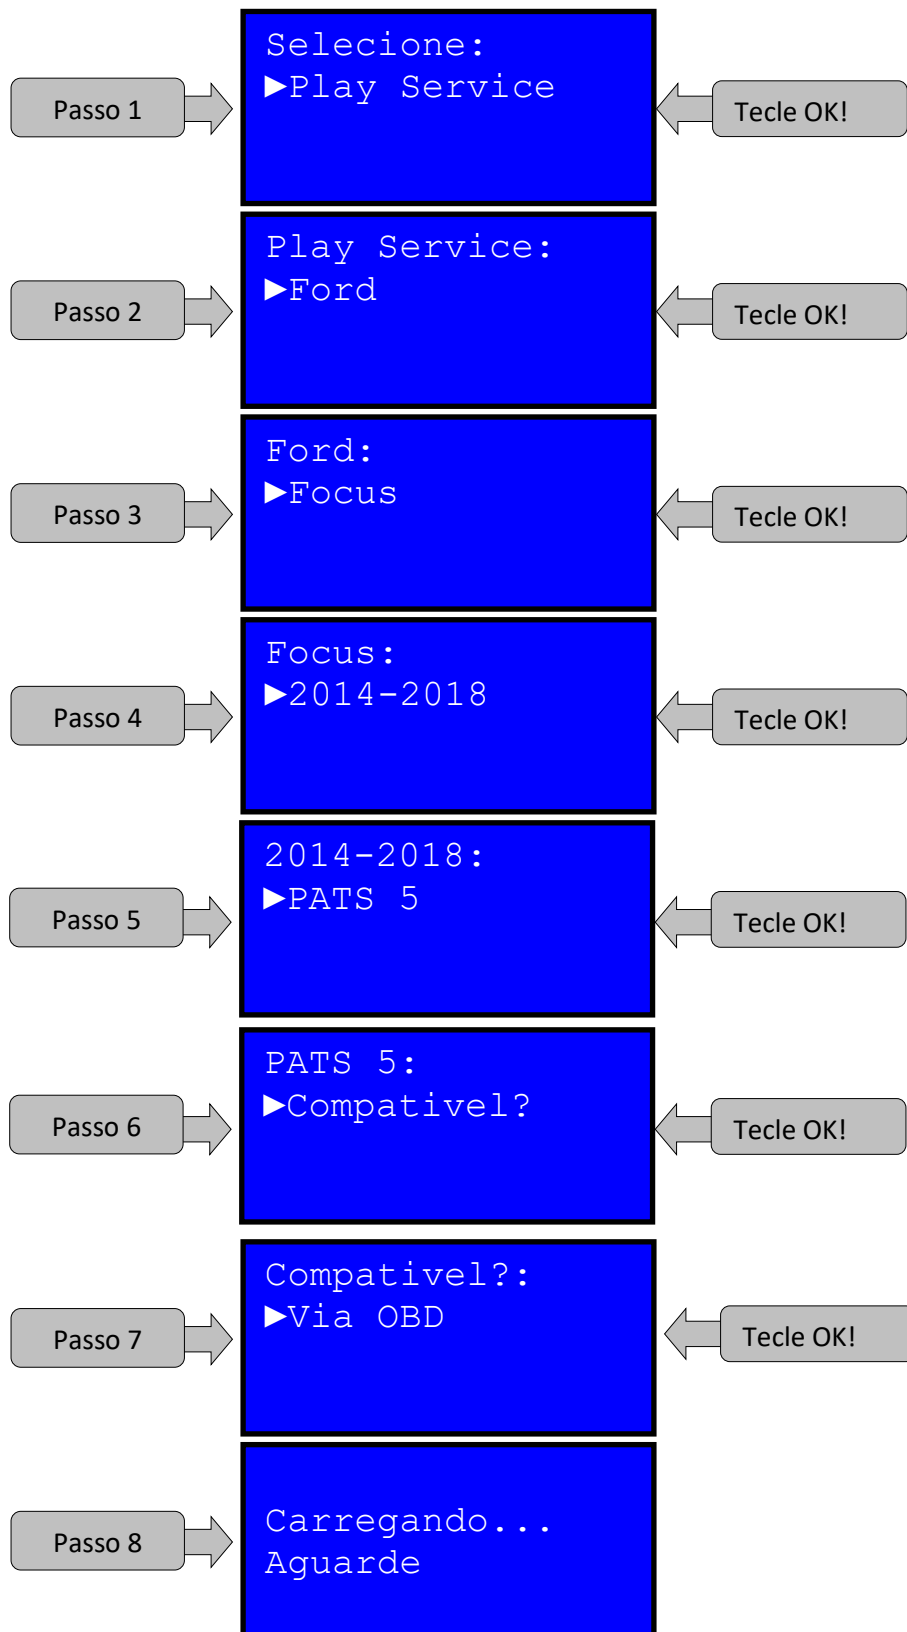 Selecione:
►Play Service
Passo 1
Tecle OK!
Play Service:
►Ford
Passo 2
Tecle OK!
Ford:
►Focus
Passo 3
Tecle OK!
Focus:
►2014-2018
Passo 4
Tecle OK!
2014-2018:
►PATS 5
Passo 5
Tecle OK!
PATS 5:
►Compativel?
Passo 6
Tecle OK!
Compativel?:
►Via OBD
Passo 7
Tecle OK!
Carregando...
Aguarde
Passo 8